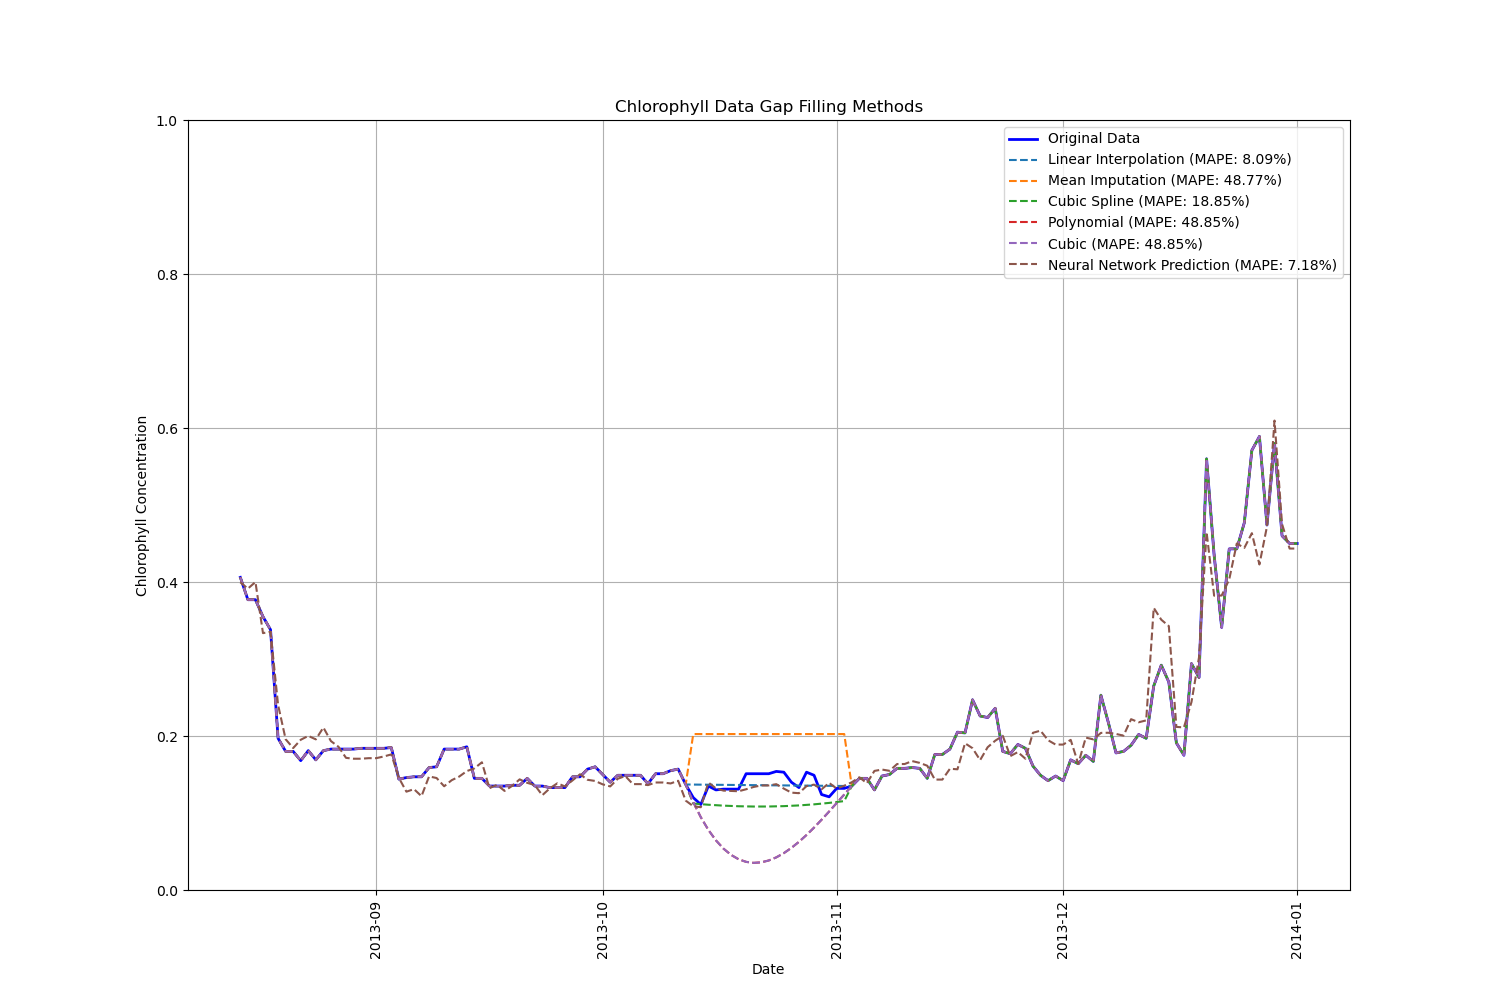 Chlorophyll Data Gap Filling Methods
1.0
0.8
0.6
0.4
0.2
0.0
Chlorophyll Concentration
Original Data
Linear Interpolation (MAPE: 8.09%)
Mean Imputation (MAPE: 48.77%)
Cubic Spline (MAPE: 18.85%)
Polynomial (MAPE: 48.85%)
Cubic (MAPE: 48.85%)
Neural Network Prediction (MAPE: 7.18%)
2013-09
2013-10
2013-11
2013-12
2014-01
Date